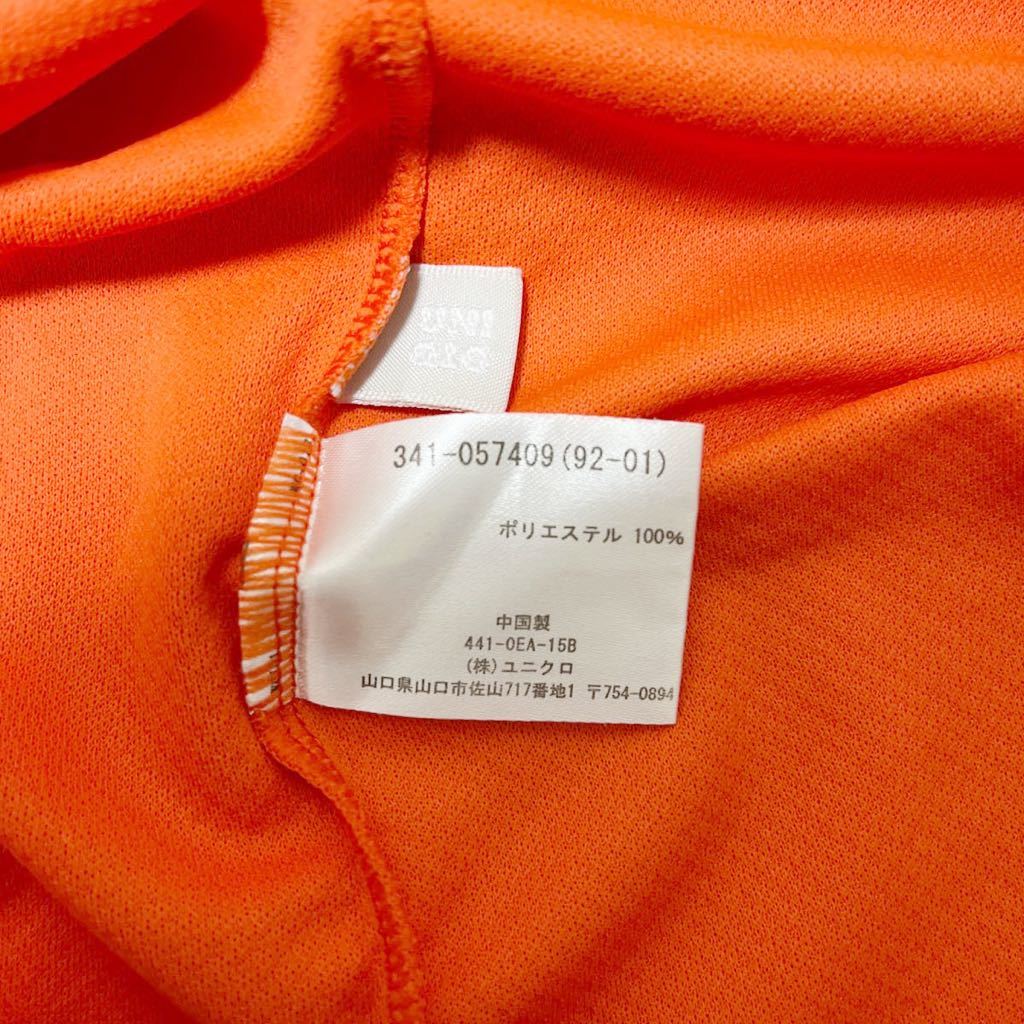 341-057409(92-01)
ポリエステル 100%
中国製
441-0EA-15B
(株)ユニクロ
山口県山口市佐山717番地1 〒754-0894